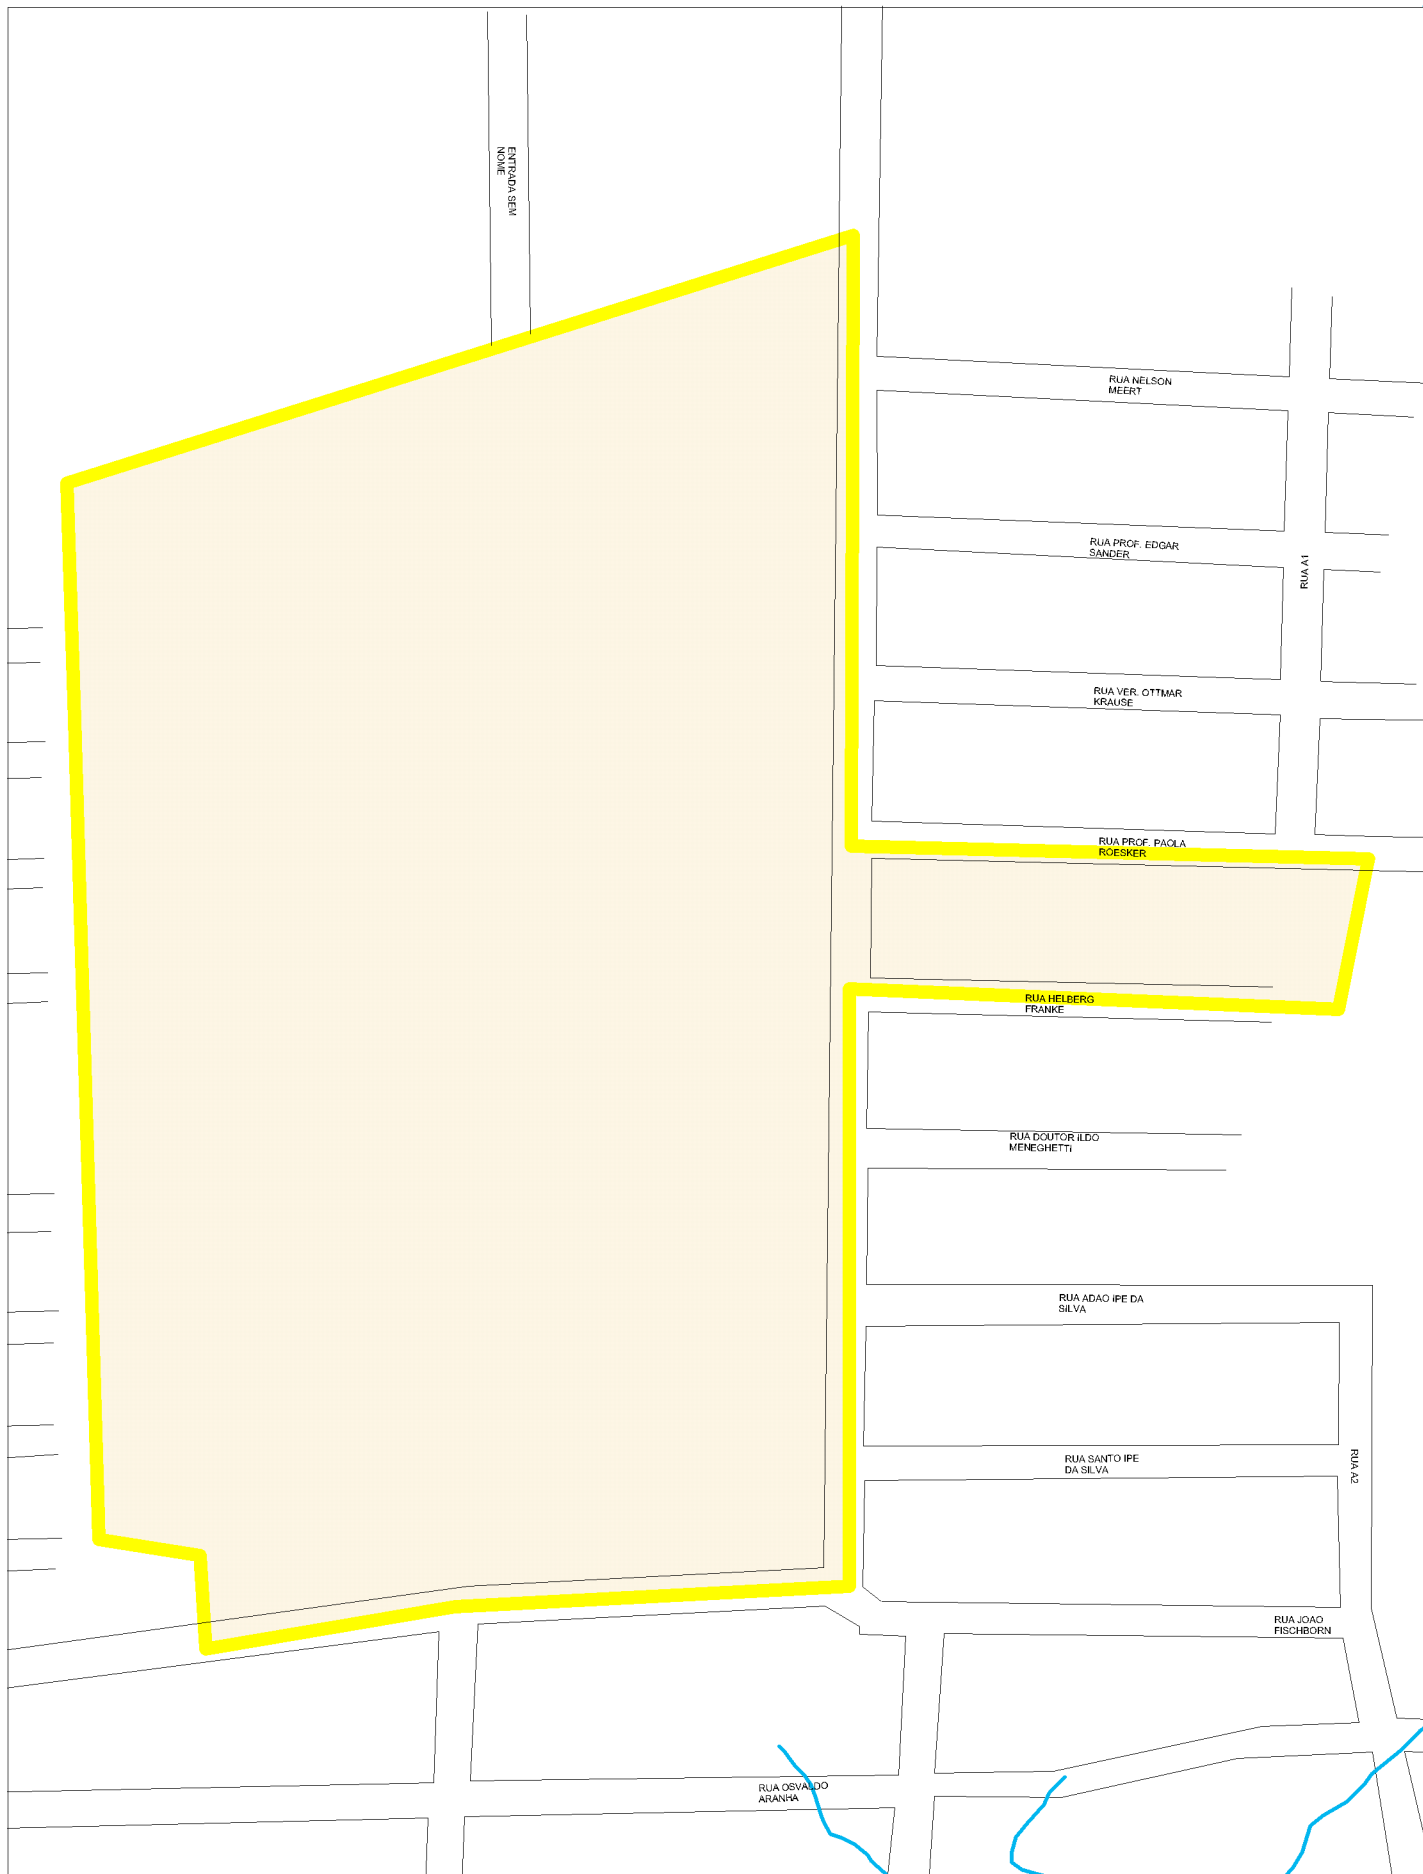 ENTRADA SEM
NOME
RUA NELSON
MEERT
RUA PROF. EDGAR
SANDER
RUA A1
RUA VER. OTTMAR
KRAUSE
RUA PROF. PAOLA
ROESKER
RUA HELBERG
FRANKE
RUA DOUTOR ILDO
MENEGHETTI
RUA ADAO IPE DA
SILVA
RUA SANTO IPE
DA SILVA
RUA A2
RUA JOAO
FISCHBORN
RUA OSVALDO
ARANHA